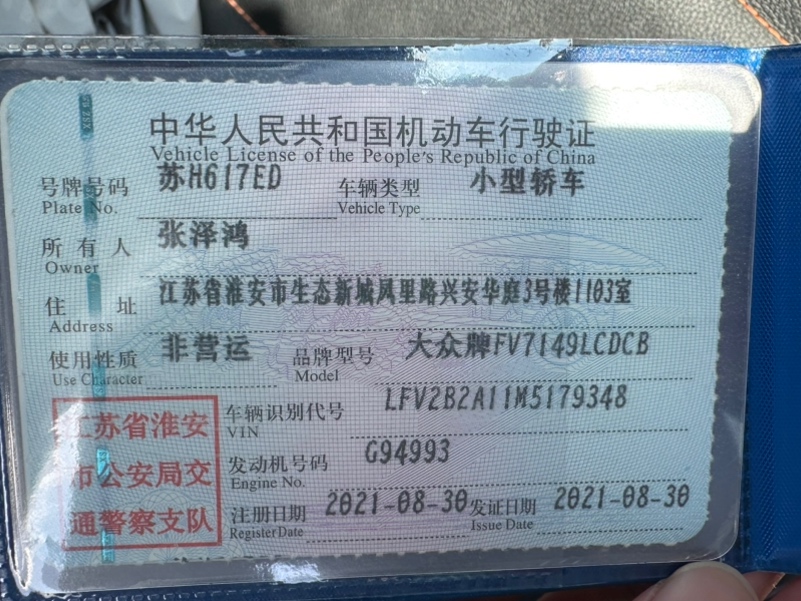 中华人民共和国机动车行驶证
Vehicle License of the People's Republic of China
号牌号码 苏H617ED 车辆类型 小型轿车
Plate No. Vehicle Type
所有人 张泽鸿
Owner
住址 江苏省淮安市生态新城凤里路兴安华庭3号楼1103室
Address
使用性质 非营运 品牌型号 大众牌FV7149LCDCB
Use Character Model
江苏省淮安
市公安局交
通警察支队
车辆识别代号 LFV2B2A11M5179348
VIN
发动机号码 G94993
Engine No.
注册日期 2021-08-30 发证日期 2021-08-30
Register Date Issue Date